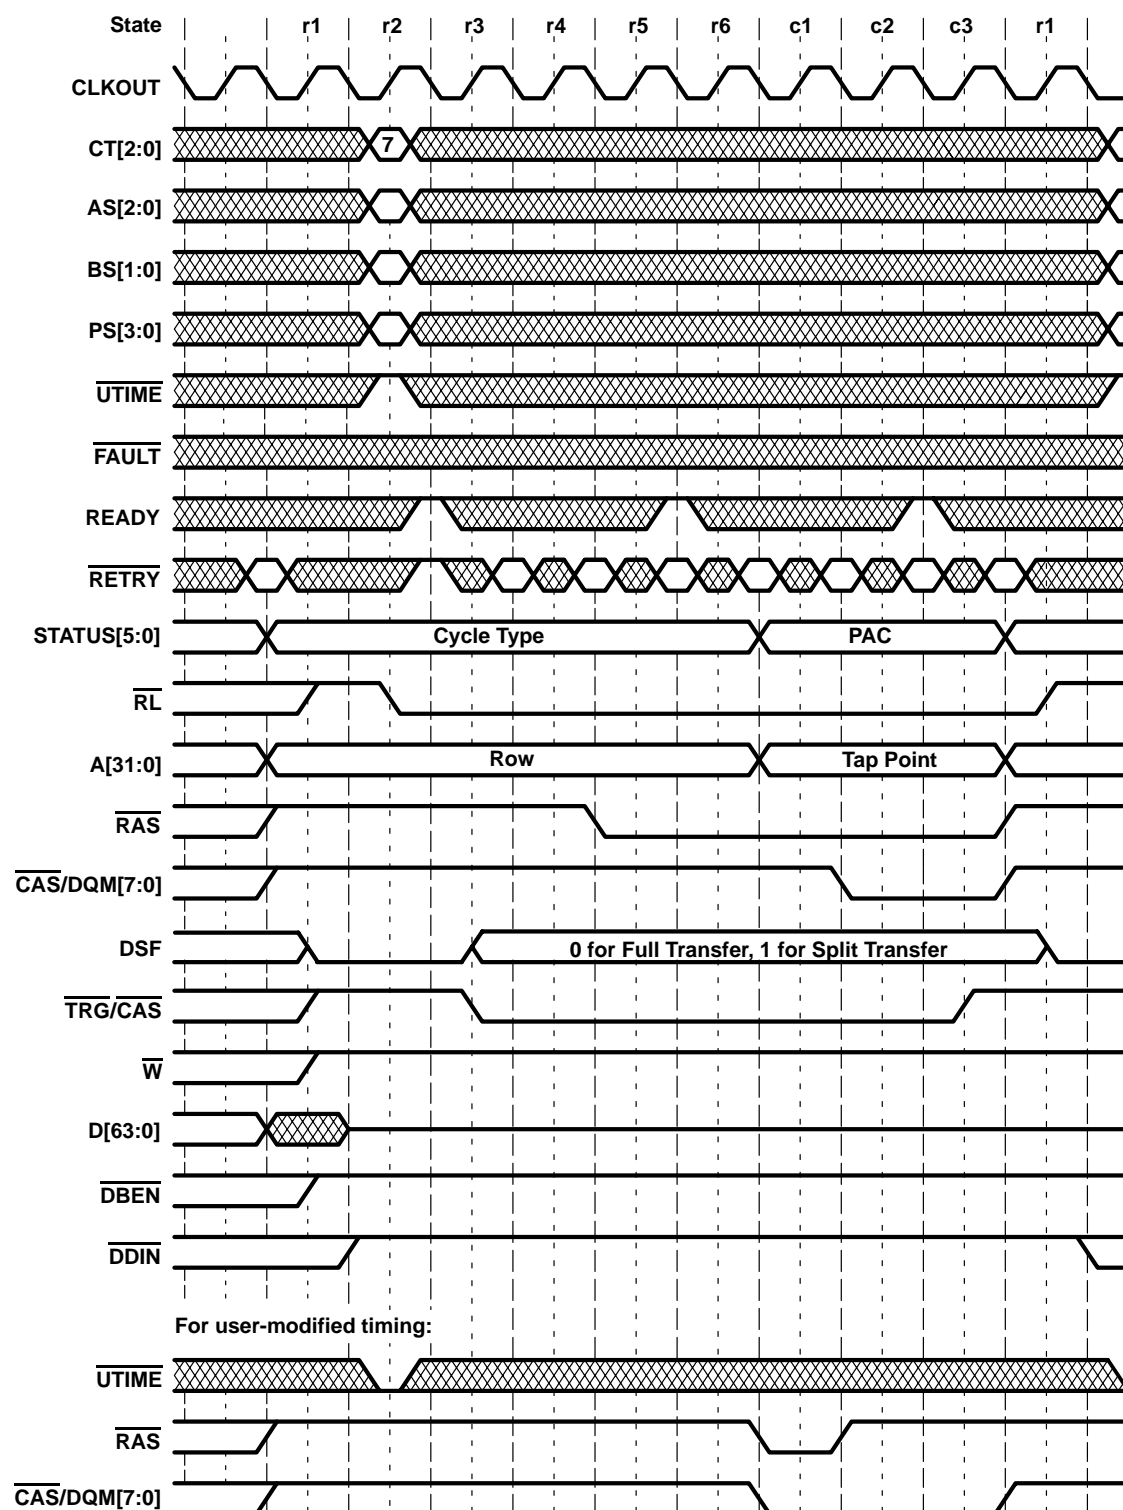 State r1 r2 r3 r4 r5 r6 c1 c2 c3 r1
CLKOUT
CT[2:0] 7
AS[2:0]
BS[1:0]
PS[3:0]
UTIME
FAULT
READY
RETRY
STATUS[5:0] Cycle Type PAC
RL
A[31:0] Row Tap Point
RAS
CAS/DQM[7:0]
DSF 0 for Full Transfer, 1 for Split Transfer
TRG/CAS
W
D[63:0]
DBEN
DDIN
For user-modified timing:
UTIME
RAS
CAS/DQM[7:0]